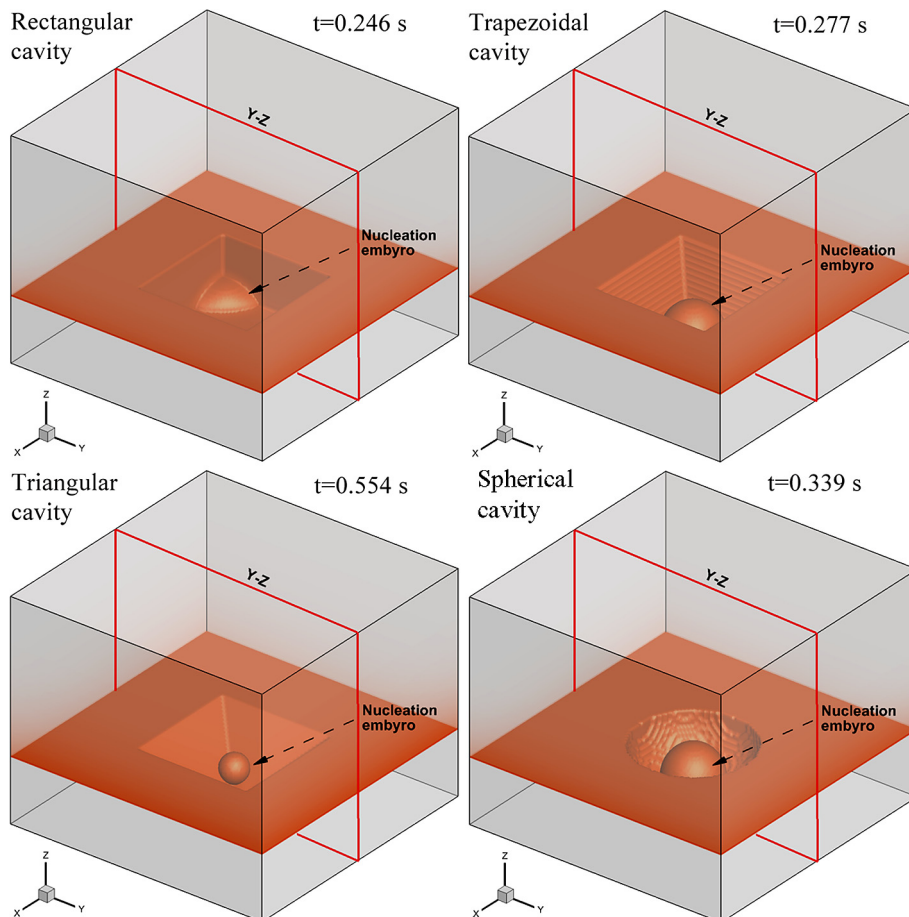 Rectangular
cavity
t=0.246 s
Y-Z
Nucleation
embyro
Z
X
Y
Trapezoidal
cavity
t=0.277 s
Y-Z
Nucleation
embyro
Z
X
Y
Triangular
cavity
t=0.554 s
Y-Z
Nucleation
embyro
Z
X
Y
Spherical
cavity
t=0.339 s
Y-Z
Nucleation
embyro
Z
X
Y